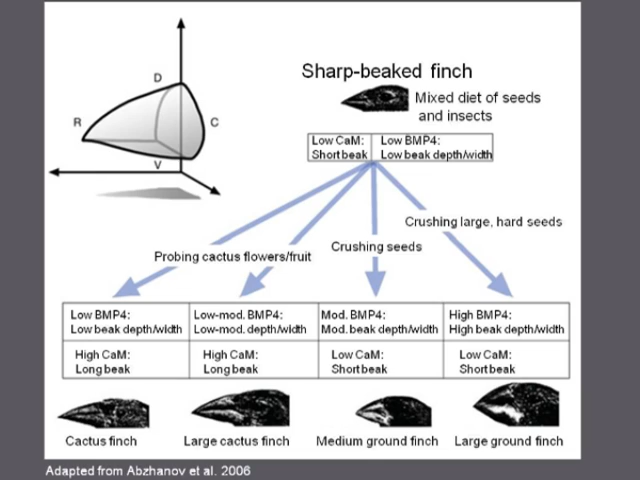 Sharp-beaked finch
Mixed diet of seeds
and insects
D
R
C
V
Low CaM:
Short beak
Low BMP4:
Low beak depth/width
Crushing large, hard seeds
Crushing seeds
Probing cactus flowers/fruit
Low BMP4:
Low beak depth/width
Low-mod. BMP4:
Low-mod. depth/width
Mod. BMP4:
Mod. beak depth/width
High BMP4:
High beak depth/width
High CaM:
Long beak
High CaM:
Long beak
Low CaM:
Short beak
Low CaM:
Short beak
Cactus finch
Large cactus finch
Medium ground finch
Large ground finch
Adapted from Abzhanov et al. 2006